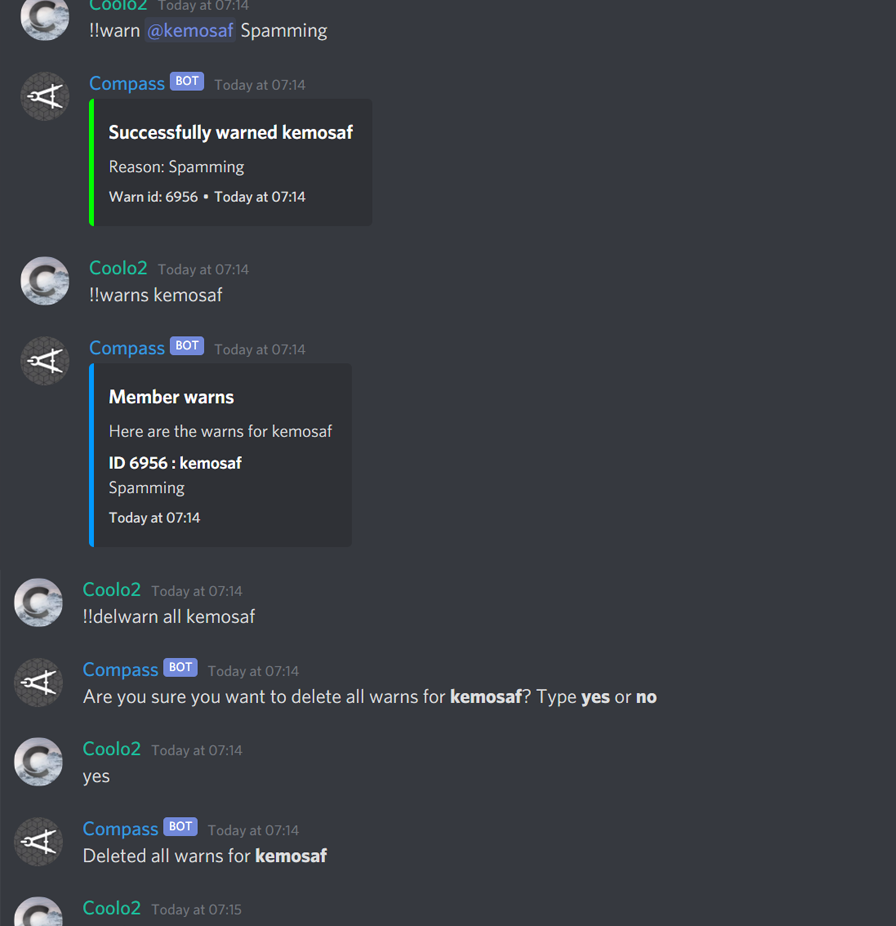 Coolo2 Today at 07:14
!!warn @kemosaf Spamming
Compass BOT Today at 07:14
Successfully warned kemosaf
Reason: Spamming
Warn id: 6956 • Today at 07:14
Coolo2 Today at 07:14
!!warns kemosaf
Compass BOT Today at 07:14
Member warns
Here are the warns for kemosaf
ID 6956 : kemosaf
Spamming
Today at 07:14
Coolo2 Today at 07:14
!!delwarn all kemosaf
Compass BOT Today at 07:14
Are you sure you want to delete all warns for kemosaf? Type yes or no
Coolo2 Today at 07:14
yes
Compass BOT Today at 07:14
Deleted all warns for kemosaf
Coolo2 Today at 07:15